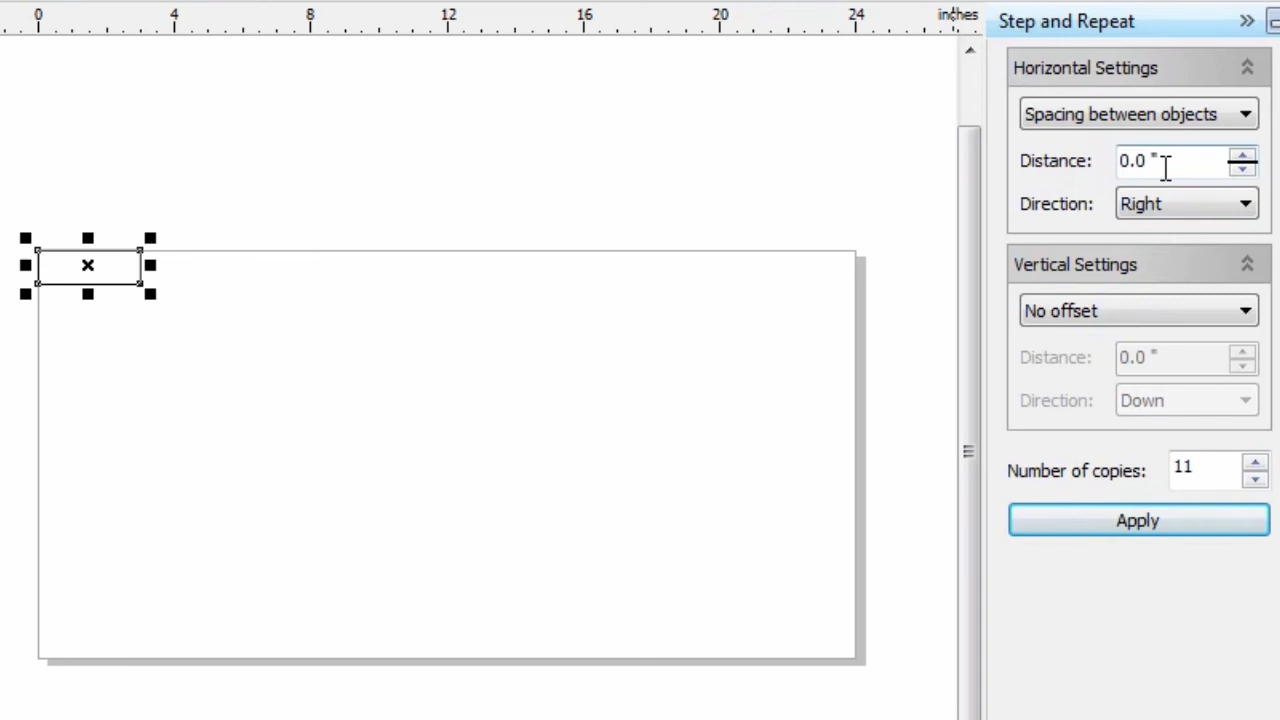 0 4 8 12 16 20 24 inches
Step and Repeat
Horizontal Settings
Spacing between objects
Distance: 0.0 "
Direction: Right
Vertical Settings
No offset
Distance: 0.0 "
Direction: Down
Number of copies: 11
Apply